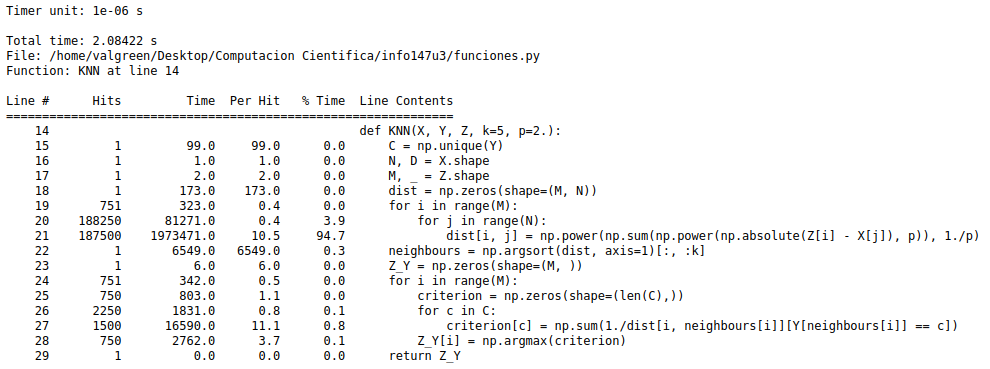 Timer unit: 1e-06 s

Total time: 2.08422 s
File: /home/valgreen/Desktop/Computacion Cientifica/info147u3/funciones.py
Function: KNN at line 14

Line #      Hits         Time  Per Hit   % Time  Line Contents
==============================================================
    14                                           def KNN(X, Y, Z, k=5, p=2.):
    15         1         99.0     99.0      0.0      C = np.unique(Y)
    16         1          1.0      1.0      0.0      N, D = X.shape
    17         1          2.0      2.0      0.0      M, _ = Z.shape
    18         1        173.0    173.0      0.0      dist = np.zeros(shape=(M, N))
    19       751        323.0      0.4      0.0      for i in range(M):
    20    188250      81271.0      0.4      3.9          for j in range(N):
    21    187500    1973471.0     10.5     94.7              dist[i, j] = np.power(np.sum(np.power(np.absolute(Z[i] - X[j]), p)), 1./p)
    22         1       6549.0   6549.0      0.3      neighbours = np.argsort(dist, axis=1)[:, :k]
    23         1          6.0      6.0      0.0      Z_Y = np.zeros(shape=(M, ))
    24       751        342.0      0.5      0.0      for i in range(M):
    25       750        803.0      1.1      0.0          criterion = np.zeros(shape=(len(C),))
    26      2250       1831.0      0.8      0.1          for c in C:
    27      1500      16590.0     11.1      0.8              criterion[c] = np.sum(1./dist[i, neighbours[i]][Y[neighbours[i]] == c])
    28       750       2762.0      3.7      0.1          Z_Y[i] = np.argmax(criterion)
    29         1          0.0      0.0      0.0      return Z_Y